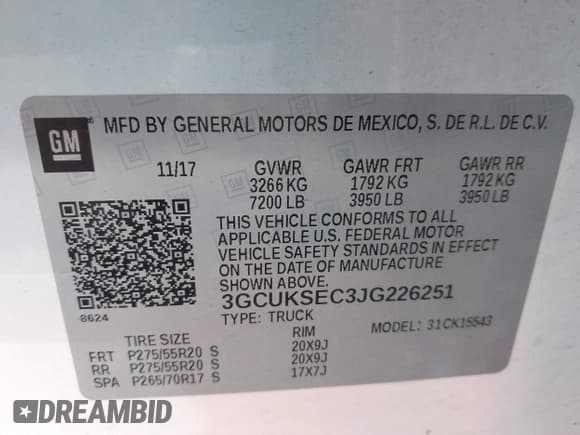 GM
MFD BY GENERAL MOTORS DE MEXICO, S. DE R.L. DE C.V.
11/17 GVWR GAWR FRT GAWR RR
3266 KG 1792 KG 1792 KG
7200 LB 3950 LB 3950 LB
THIS VEHICLE CONFORMS TO ALL
APPLICABLE U.S. FEDERAL MOTOR
VEHICLE SAFETY STANDARDS IN EFFECT
ON THE DATE OF MANUFACTURE
3GCUKSEC3JG226251
8624 TYPE: TRUCK MODEL: 31CK15543
TIRE SIZE RIM
FRT P275/55R20 S 20X9J
RR P275/55R20 S 20X9J
SPA P265/70R17 S 17X7J
DREAMBID